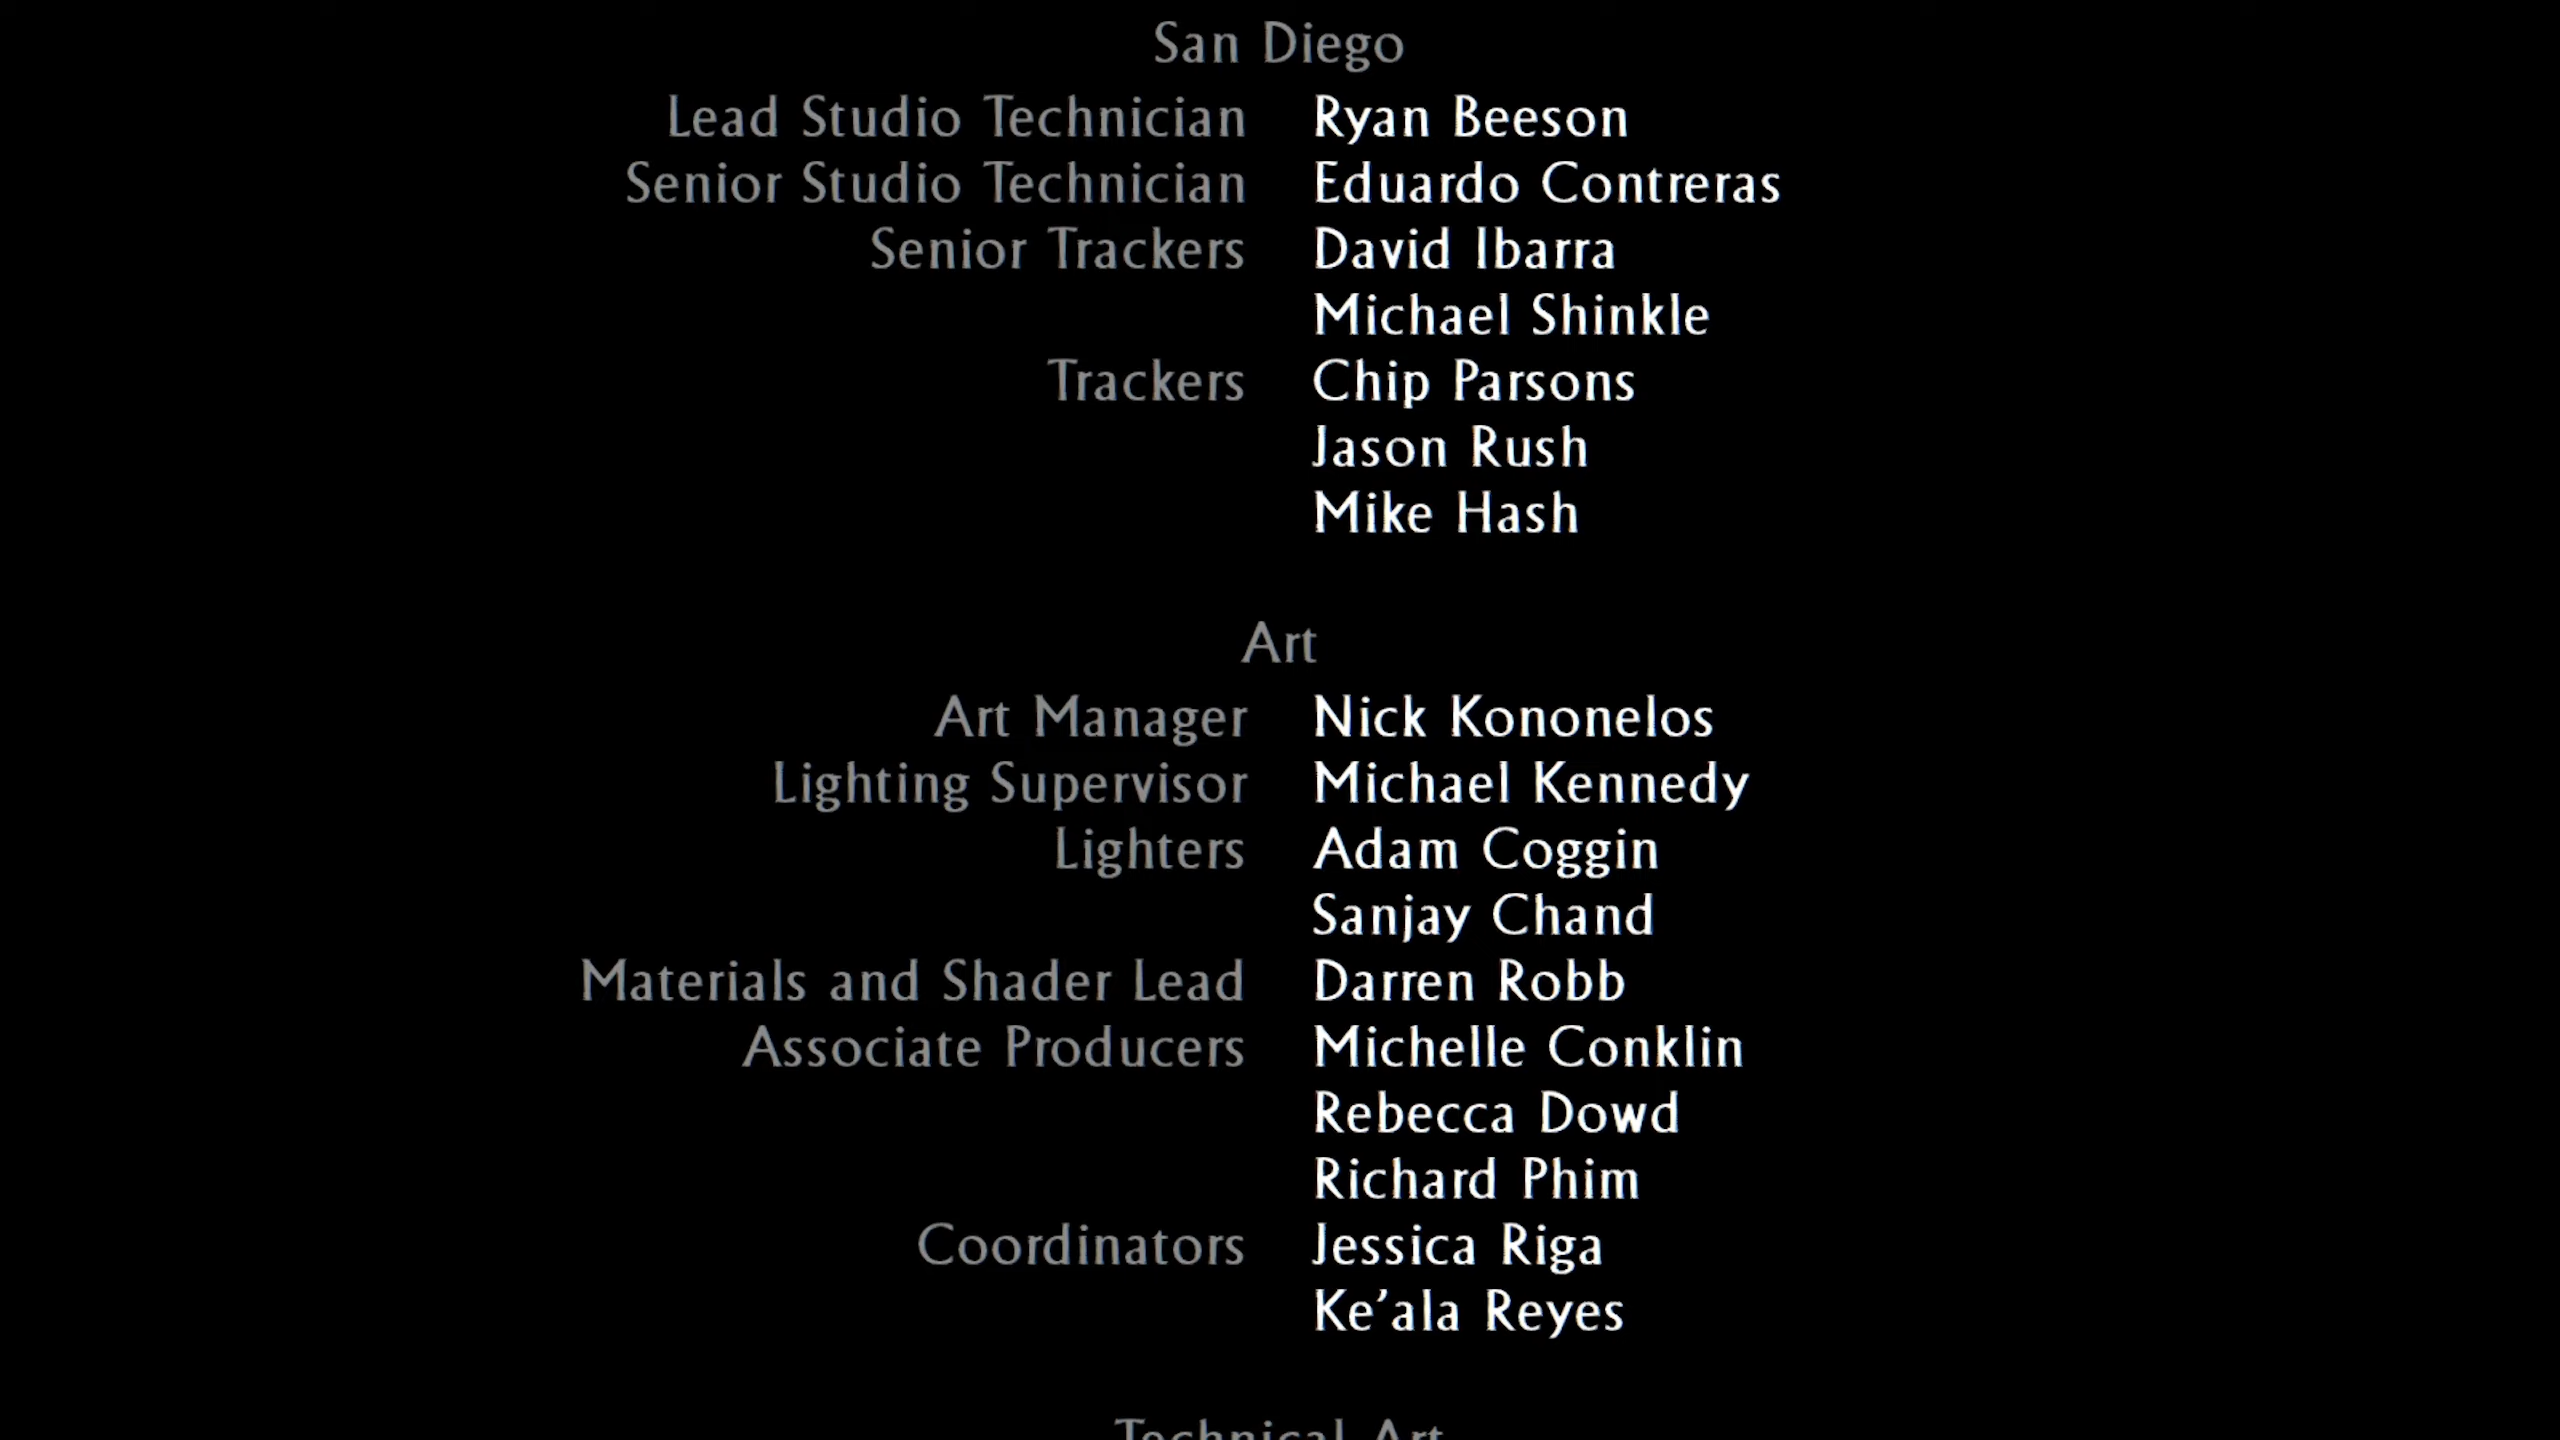 San Diego
Lead Studio Technician Ryan Beeson
Senior Studio Technician Eduardo Contreras
Senior Trackers David Ibarra
Michael Shinkle
Trackers Chip Parsons
Jason Rush
Mike Hash
Art
Art Manager Nick Kononelos
Lighting Supervisor Michael Kennedy
Lighters Adam Coggin
Sanjay Chand
Materials and Shader Lead Darren Robb
Associate Producers Michelle Conklin
Rebecca Dowd
Richard Phim
Coordinators Jessica Riga
Ke’ala Reyes
Technical Art